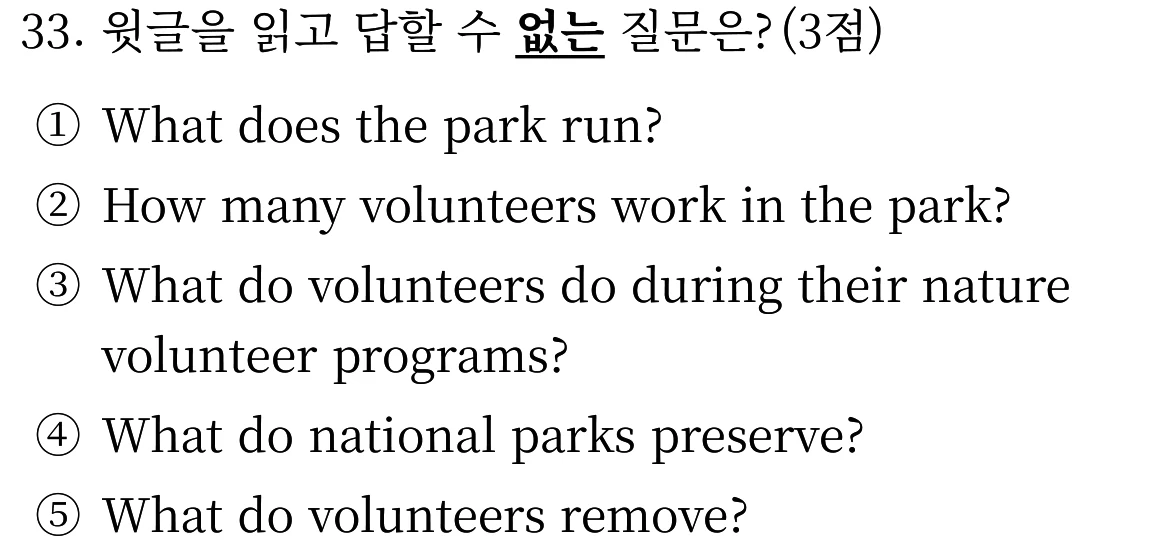 33. 윗글을 읽고 답할 수 없는 질문은?(3점)
① What does the park run?
② How many volunteers work in the park?
③ What do volunteers do during their nature
volunteer programs?
④ What do national parks preserve?
⑤ What do volunteers remove?